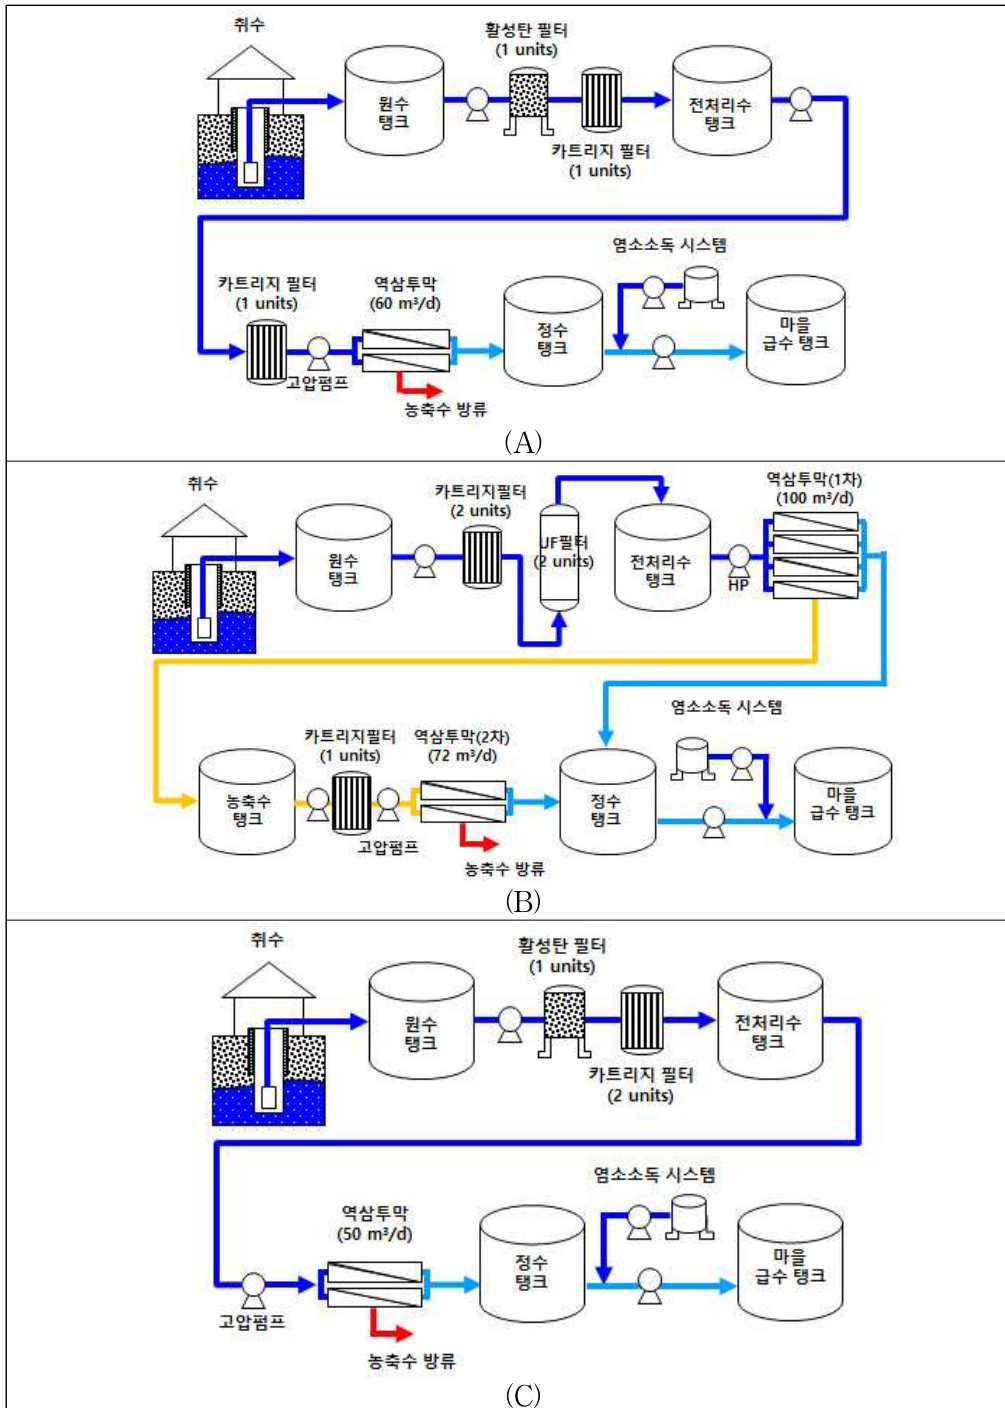 취수
활성탄 필터
(1 units)
원수
탱크
전처리수
탱크
카트리지 필터
(1 units)
염소소독 시스템
카트리지 필터
(1 units)
역삼투막
(60 m³/d)
정수
탱크
마을
급수 탱크
고압펌프
농축수 방류
(A)
취수
카트리지필터
(2 units)
역삼투막(1차)
(100 m³/d)
원수
탱크
UF필터
(2 units)
전처리수
탱크
HP
염소소독 시스템
카트리지필터
(1 units)
역삼투막(2차)
(72 m³/d)
농축수
탱크
정수
탱크
마을
급수 탱크
고압펌프
농축수 방류
(B)
취수
활성탄 필터
(1 units)
원수
탱크
전처리수
탱크
카트리지 필터
(2 units)
염소소독 시스템
역삼투막
(50 m³/d)
정수
탱크
마을
급수 탱크
고압펌프
농축수 방류
(C)